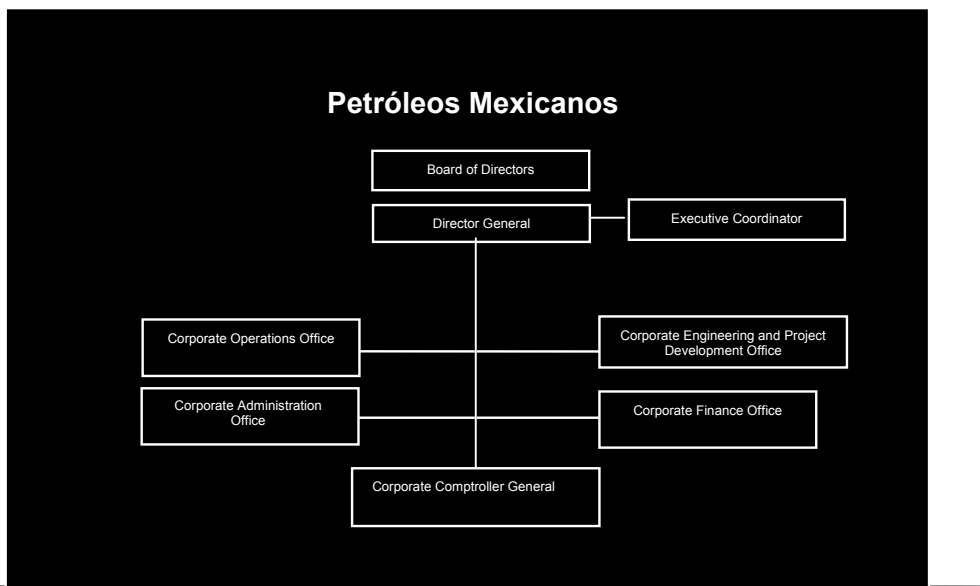 Petróleos Mexicanos
Board of Directors
Director General
Executive Coordinator
Corporate Operations Office
Corporate Engineering and Project
Development Office
Corporate Administration
Office
Corporate Finance Office
Corporate Comptroller General